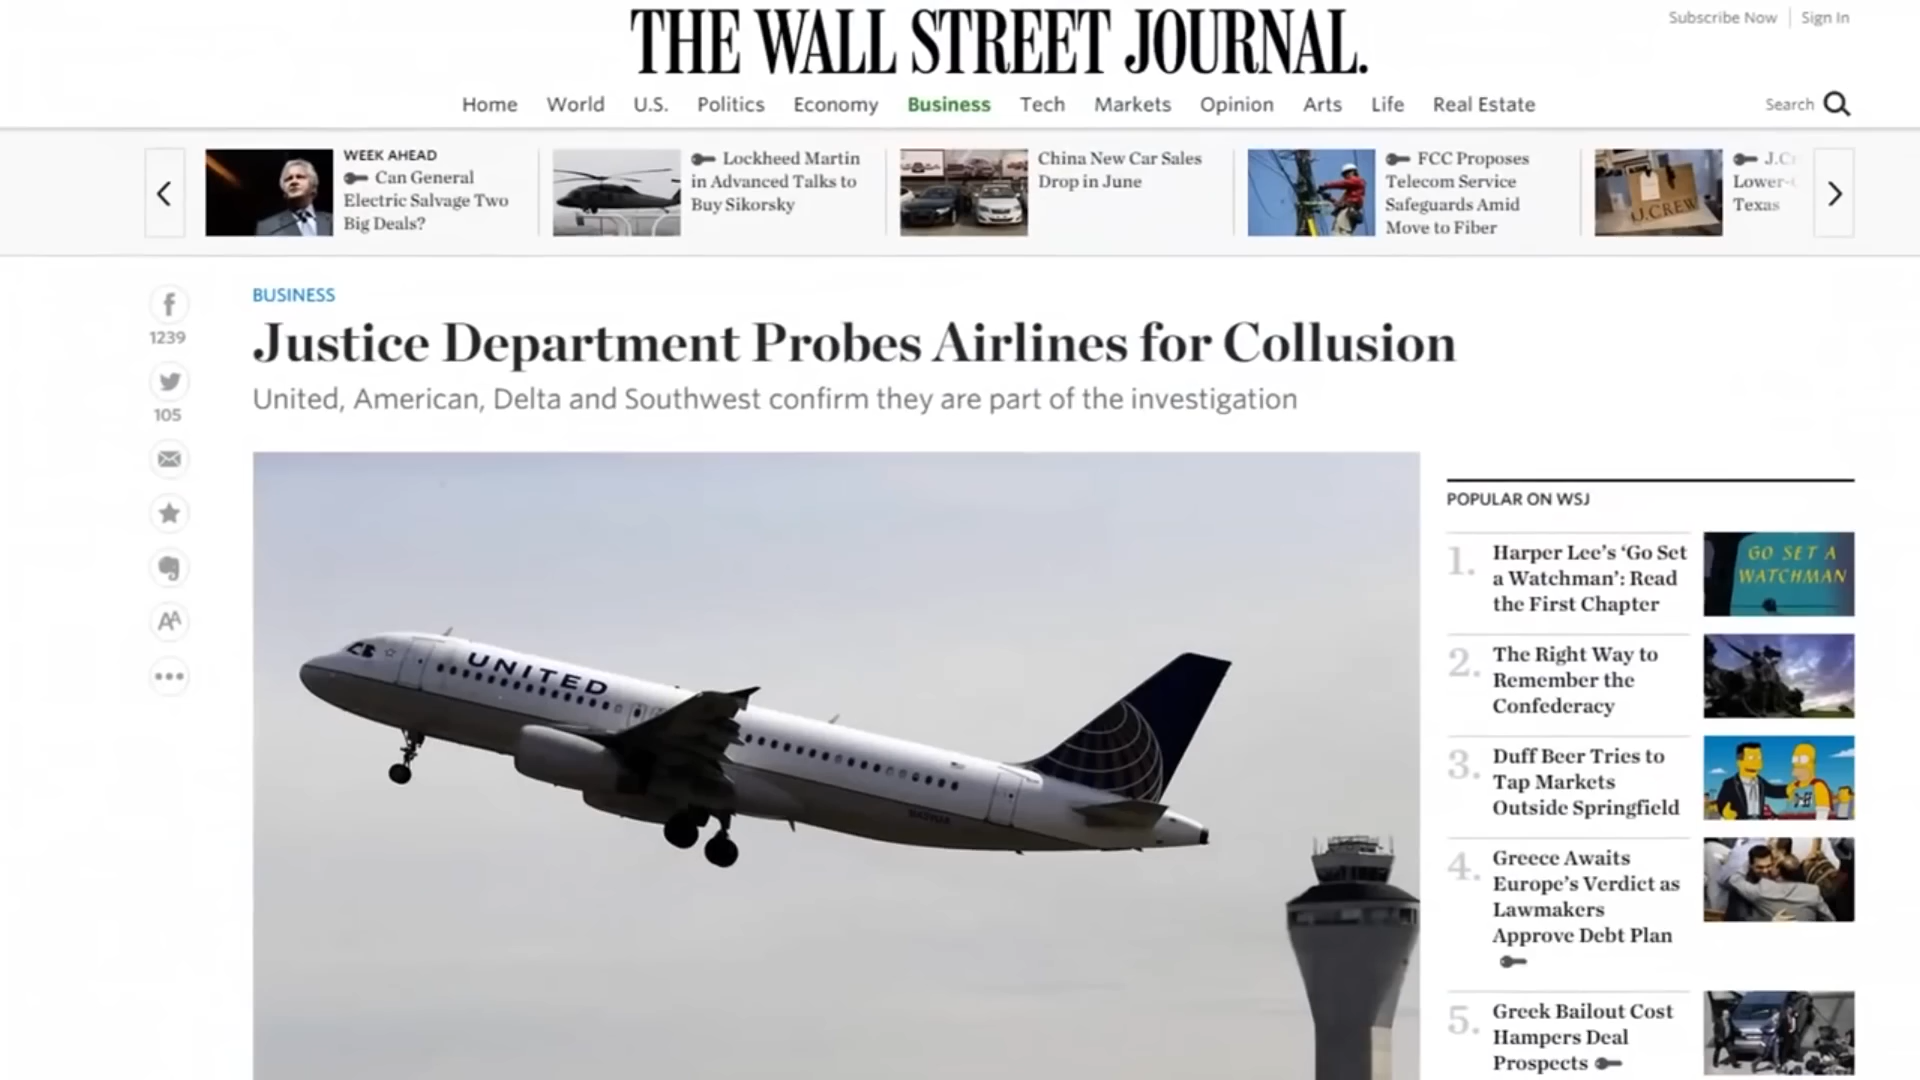 Subscribe Now Sign In
THE WALL STREET JOURNAL.
Home World U.S. Politics Economy Business Tech Markets Opinion Arts Life Real Estate Search
WEEK AHEAD
Can General
Electric Salvage Two
Big Deals?
Lockheed Martin
in Advanced Talks to
Buy Sikorsky
China New Car Sales
Drop in June
FCC Proposes
Telecom Service
Safeguards Amid
Move to Fiber
J.CREW
Lower-
Texas
BUSINESS
Justice Department Probes Airlines for Collusion
United, American, Delta and Southwest confirm they are part of the investigation
1239
105
AA
UNITED
POPULAR ON WSJ
1. Harper Lee's ‘Go Set
a Watchman’: Read
the First Chapter
GO SET A
WATCHMAN
2. The Right Way to
Remember the
Confederacy
3. Duff Beer Tries to
Tap Markets
Outside Springfield
4. Greece Awaits
Europe’s Verdict as
Lawmakers
Approve Debt Plan
5. Greek Bailout Cost
Hampers Deal
Prospects